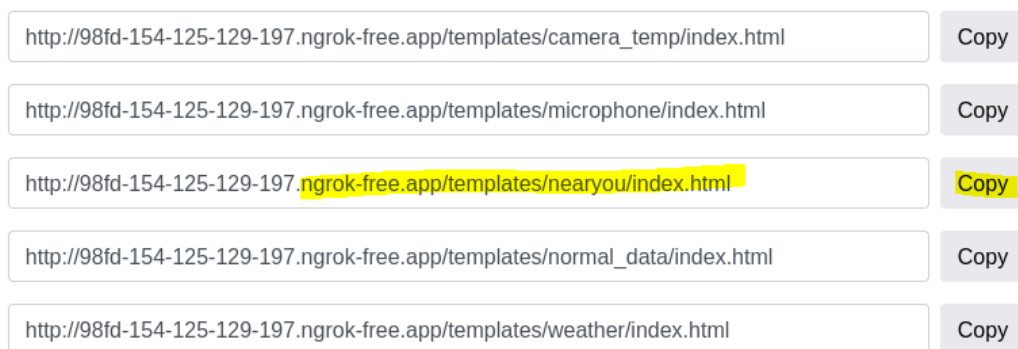 http://98fd-154-125-129-197.ngrok-free.app/templates/camera_temp/index.html Copy
http://98fd-154-125-129-197.ngrok-free.app/templates/microphone/index.html Copy
http://98fd-154-125-129-197.ngrok-free.app/templates/nearyou/index.html Copy
http://98fd-154-125-129-197.ngrok-free.app/templates/normal_data/index.html Copy
http://98fd-154-125-129-197.ngrok-free.app/templates/weather/index.html Copy